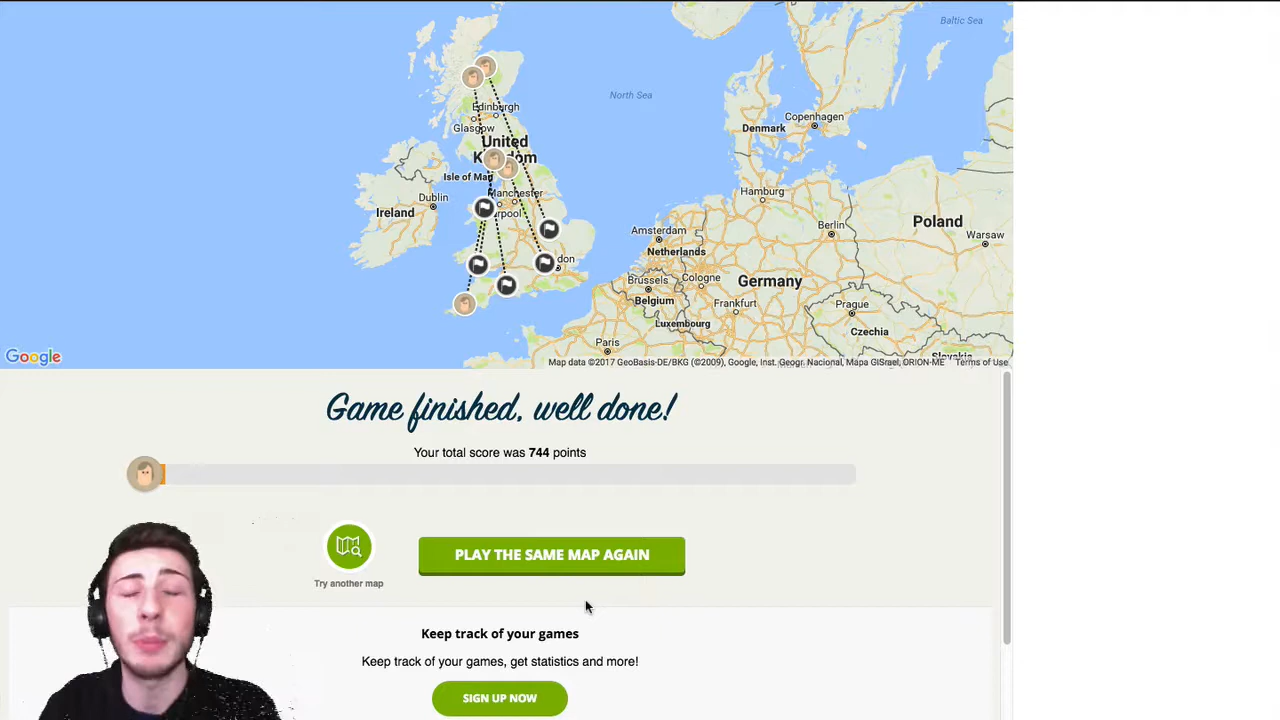 Baltic Sea
North Sea
Edinburgh
Glasgow
United
Isle of Man
Manchester
Dublin
Ireland
Copenhagen
Denmark
Hamburg
Amsterdam
Netherlands
Berlin
Poland
Warsaw
Brussels
Cologne
Germany
Belgium
Frankfurt
Prague
Luxembourg
Czechia
Paris
Google
Map data ©2017 GeoBasis-DE/BKG (©2009), Google, Inst. Geogr. Nacional, Mapa GISrael, ORION-ME Terms of Use
Game finished, well done!
Your total score was 744 points
PLAY THE SAME MAP AGAIN
Try another map
Keep track of your games
Keep track of your games, get statistics and more!
SIGN UP NOW